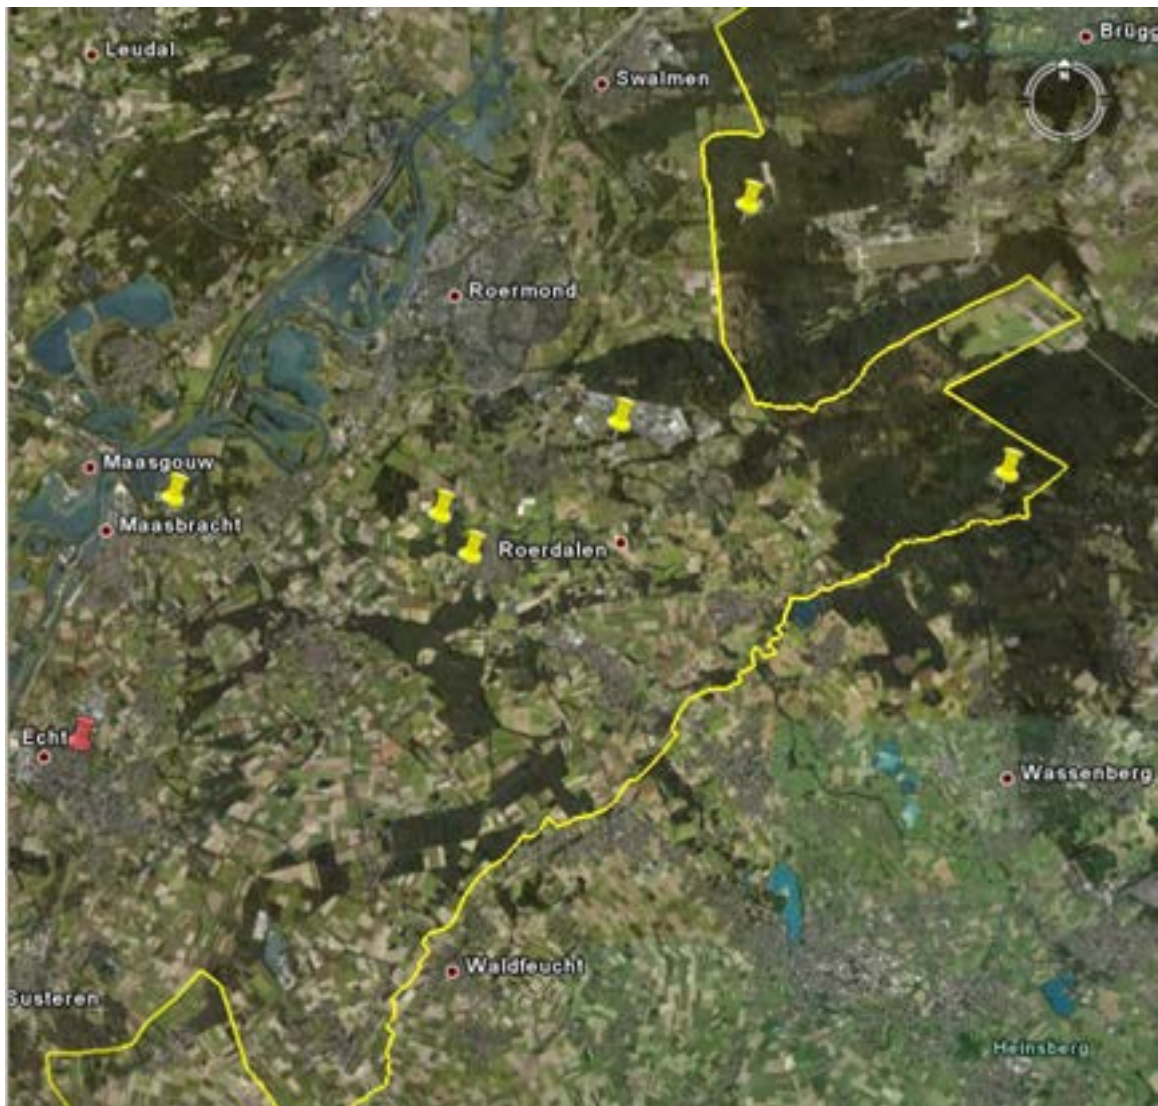 Leudal
Brügg
Swalmen
N
Roermond
Maasgouw
Maasbracht
Roerdalen
Echt
Wassenberg
Waldfeucht
Susteren
Heinsberg